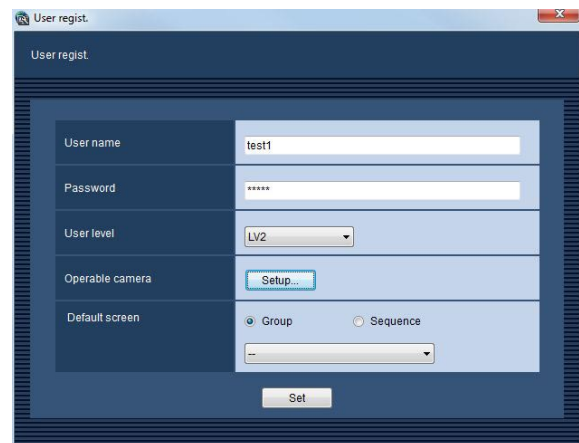 User regist.
User regist.
User name
test1
Password
*****
User level
LV2
Operable camera
Setup...
Default screen
Group
Sequence
--
Set